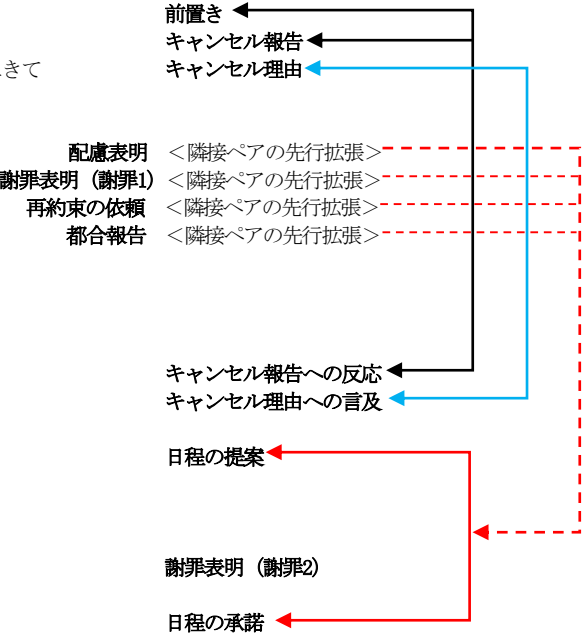 前置き
キャンセル報告
きて キャンセル理由
配慮表明 ＜隣接ペアの先行拡張＞
謝罪表明（謝罪1）＜隣接ペアの先行拡張＞
再約束の依頼 ＜隣接ペアの先行拡張＞
都合報告 ＜隣接ペアの先行拡張＞
キャンセル報告への反応
キャンセル理由への言及
日程の提案
謝罪表明（謝罪2）
日程の承諾